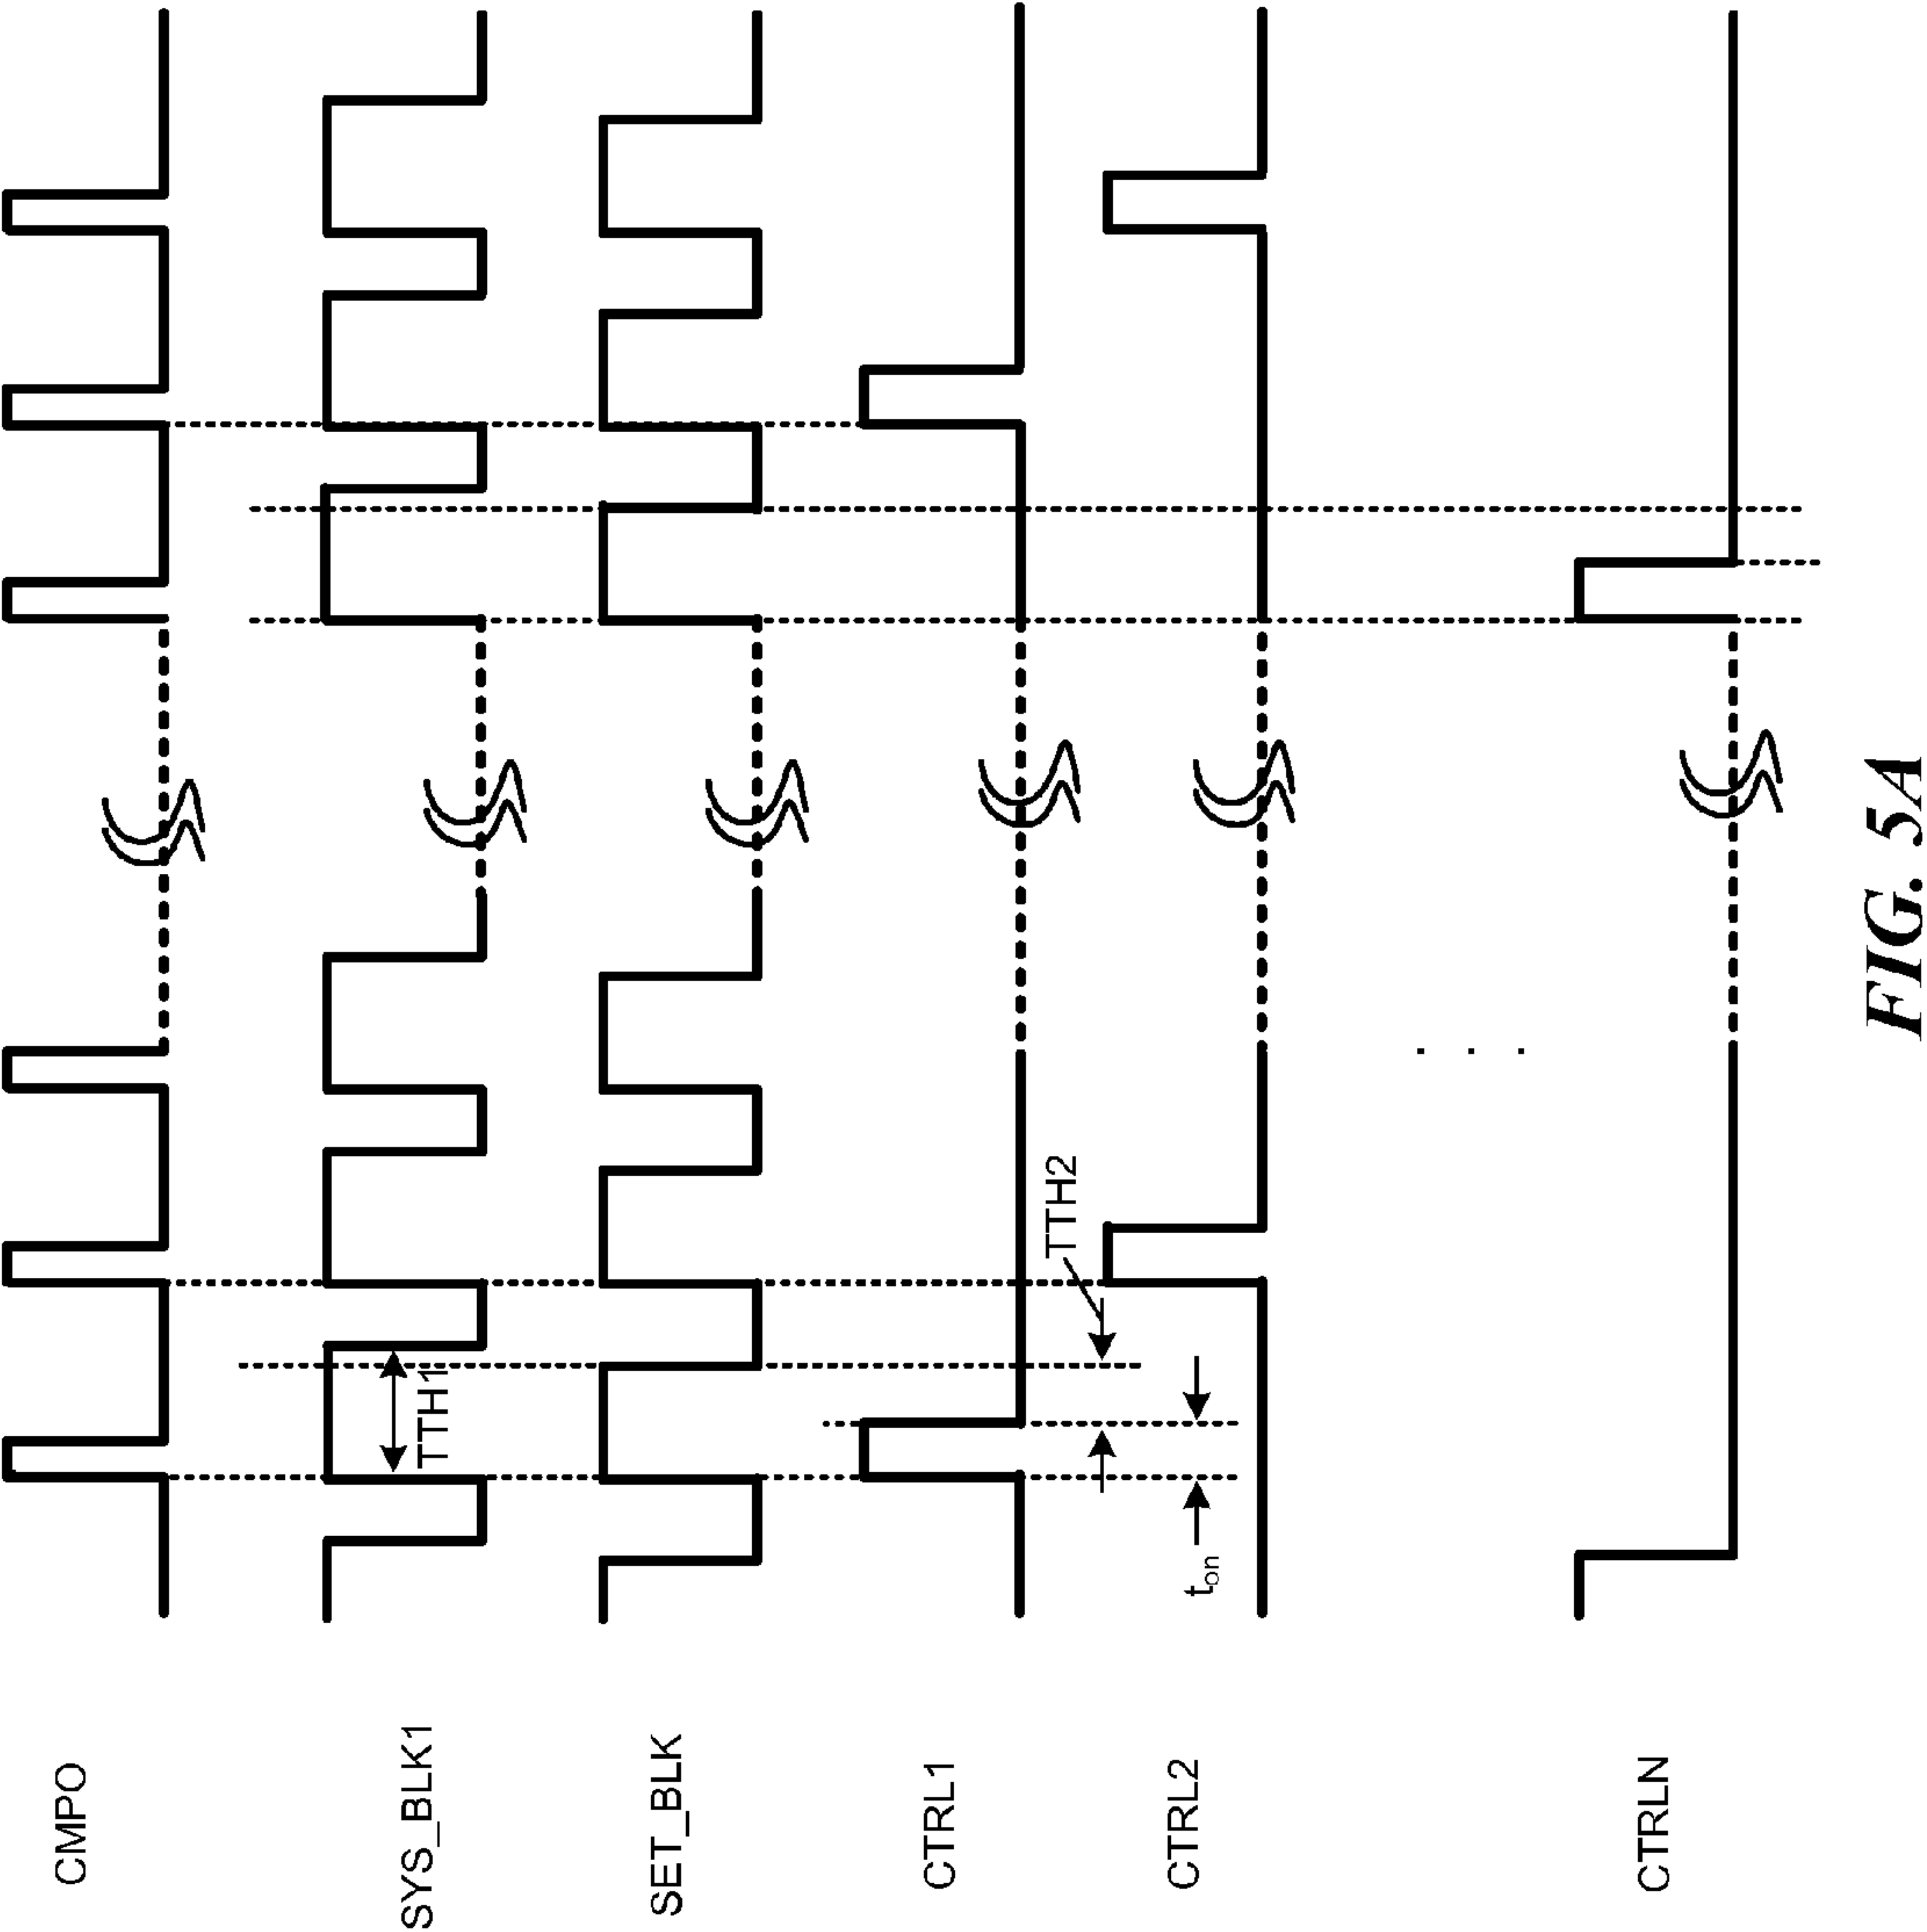 CMPO
SYS_BLK1
TTH1
SET_BLK
CTRL1
TTH2
CTRL2
ton
. . .
CTRLN
FIG. 5A